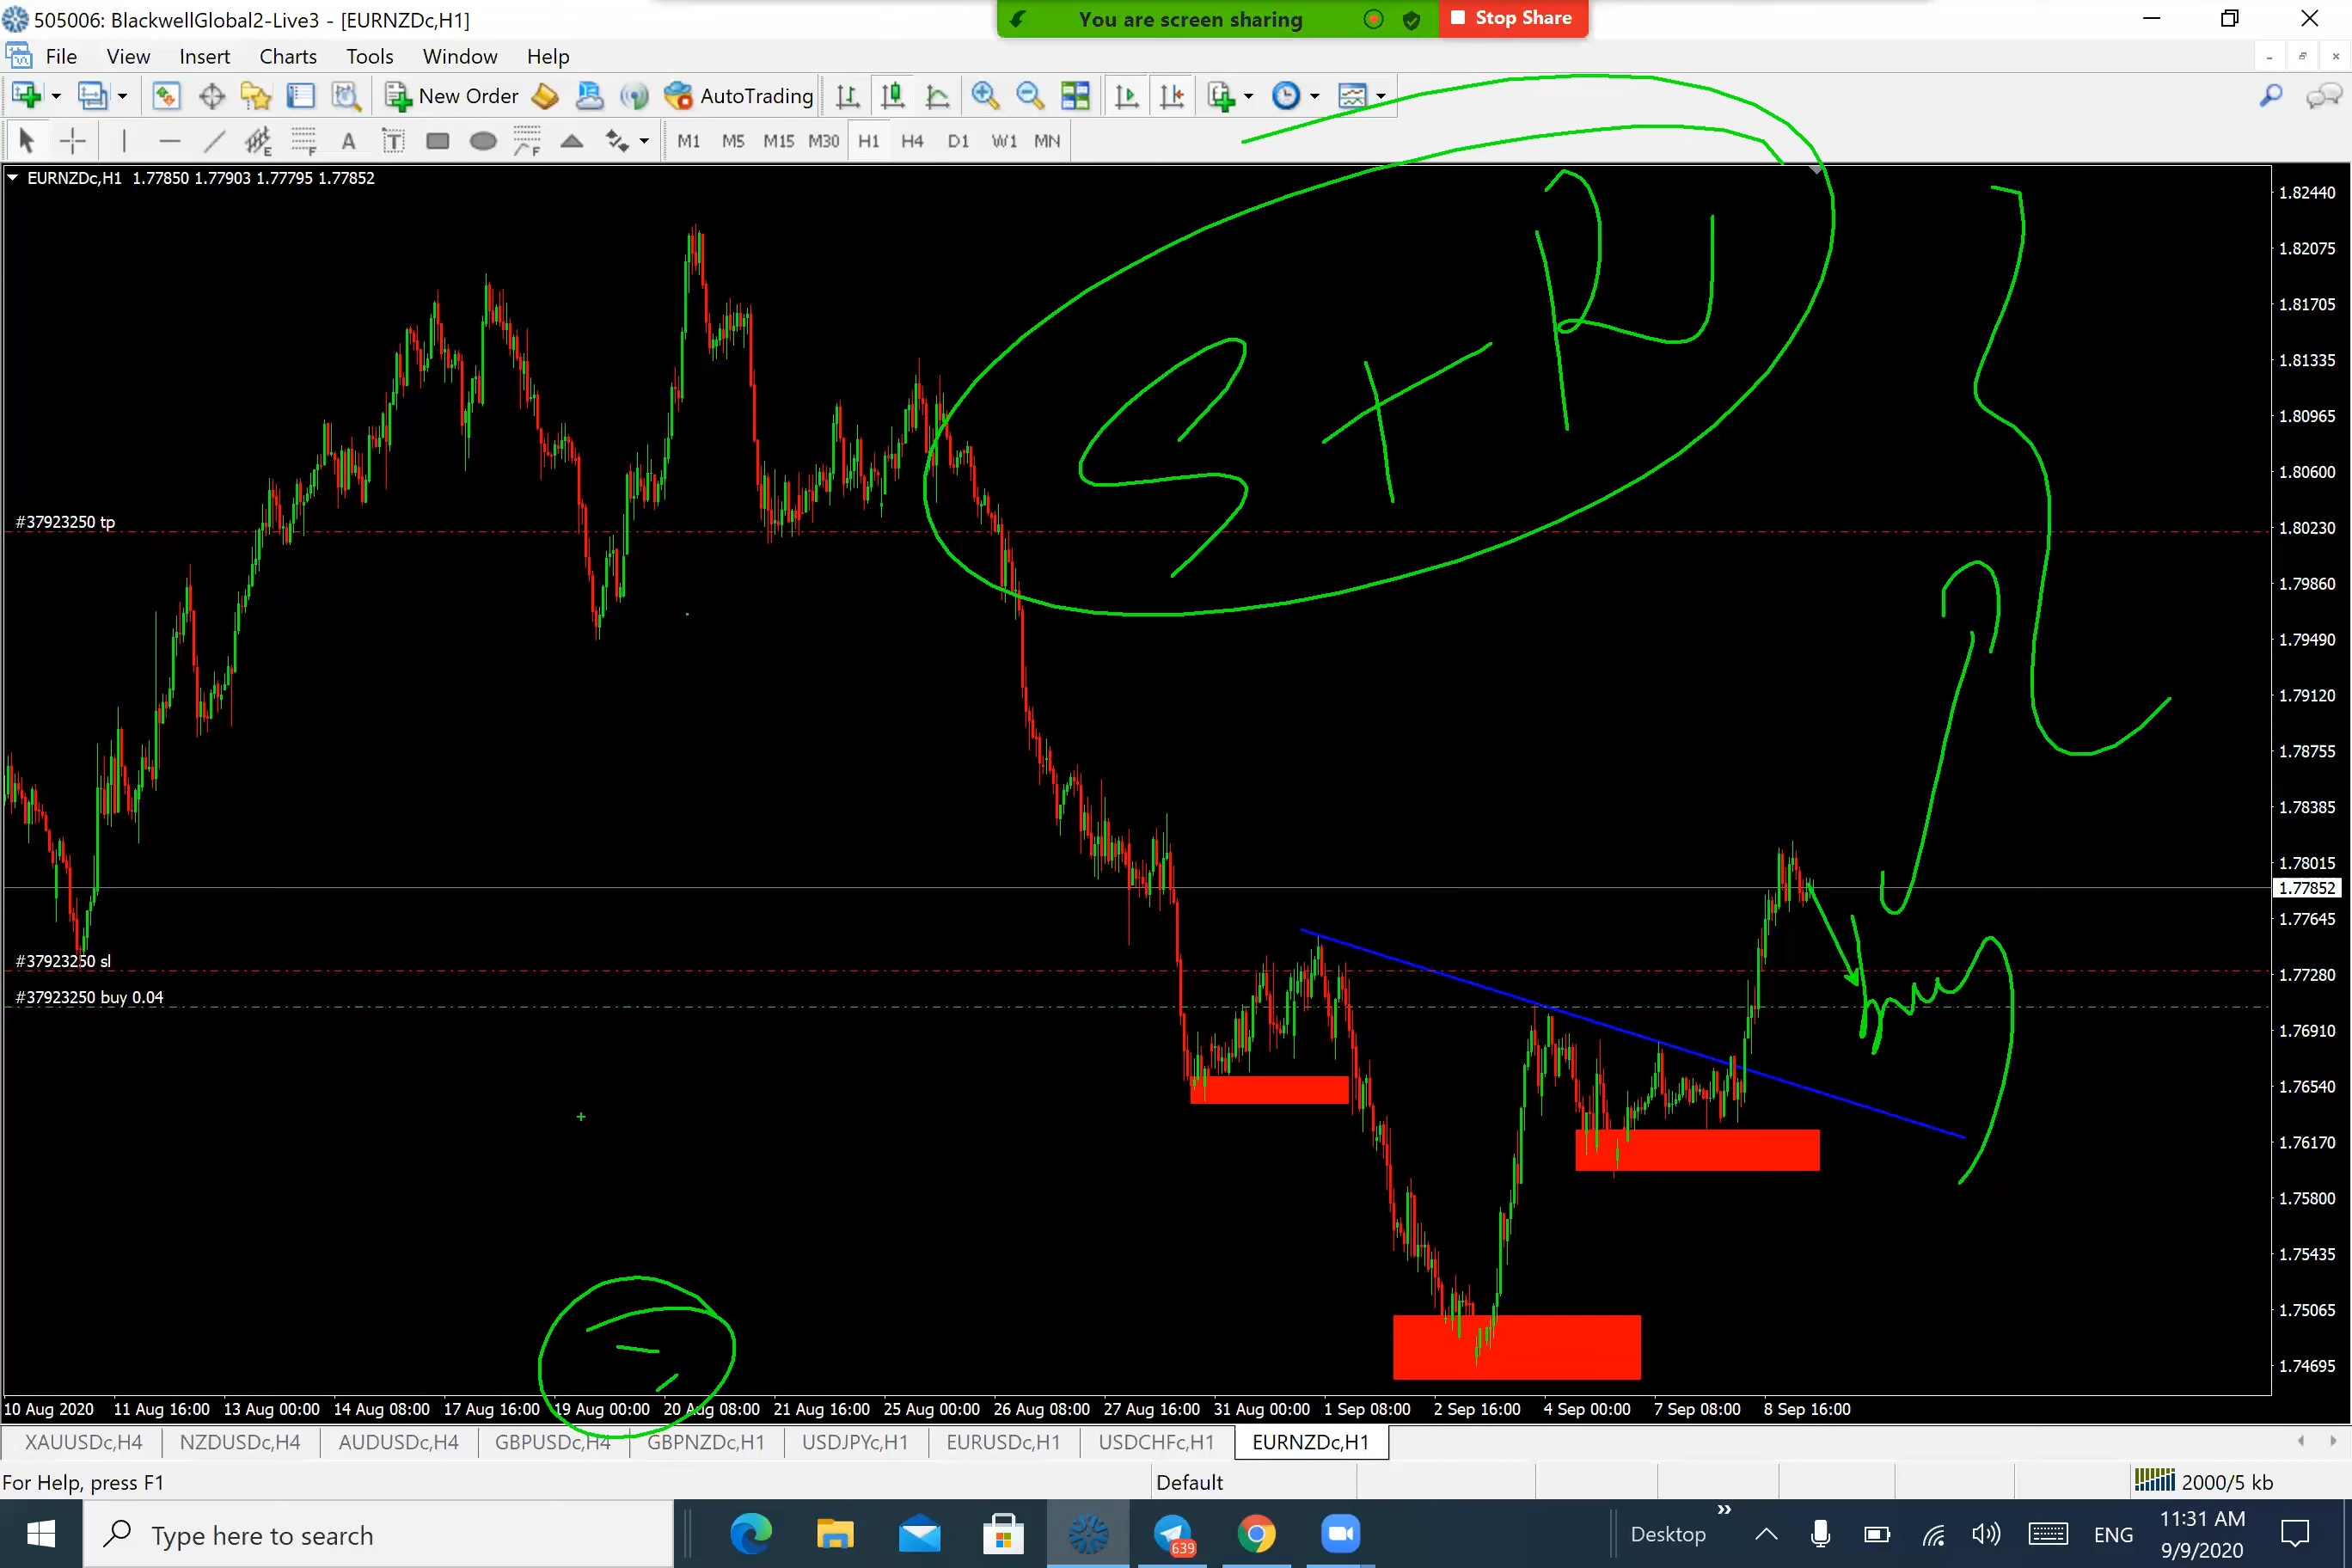 505006: BlackwellGlobal2-Live3 - [EURNZDc,H1]
You are screen sharing
Stop Share
File View Insert Charts Tools Window Help
New Order AutoTrading
M1 M5 M15 M30 H1 H4 D1 W1 MN
EURNZDc,H1 1.77850 1.77903 1.77795 1.77852
1.82440
1.82075
1.81705
1.81335
1.80965
1.80600
#37923250 tp
1.80230
1.79860
1.79490
1.79120
1.78755
1.78385
1.78015
1.77852
1.77645
#37923250 sl
1.77280
#37923250 buy 0.04
1.76910
1.76540
1.76170
1.75800
1.75435
1.75065
1.74695
S + R
10 Aug 2020 11 Aug 16:00 13 Aug 00:00 14 Aug 08:00 17 Aug 16:00 19 Aug 00:00 20 Aug 08:00 21 Aug 16:00 25 Aug 00:00 26 Aug 08:00 27 Aug 16:00 31 Aug 00:00 1 Sep 08:00 2 Sep 16:00 4 Sep 00:00 7 Sep 08:00 8 Sep 16:00
XAUUSDc,H4 NZDUSDc,H4 AUDUSDc,H4 GBPUSDc,H4 GBPNZDc,H1 USDJPYc,H1 EURUSDc,H1 USDCHFc,H1 EURNZDc,H1
For Help, press F1 Default 2000/5 kb
Type here to search
639
Desktop
ENG
11:31 AM
9/9/2020